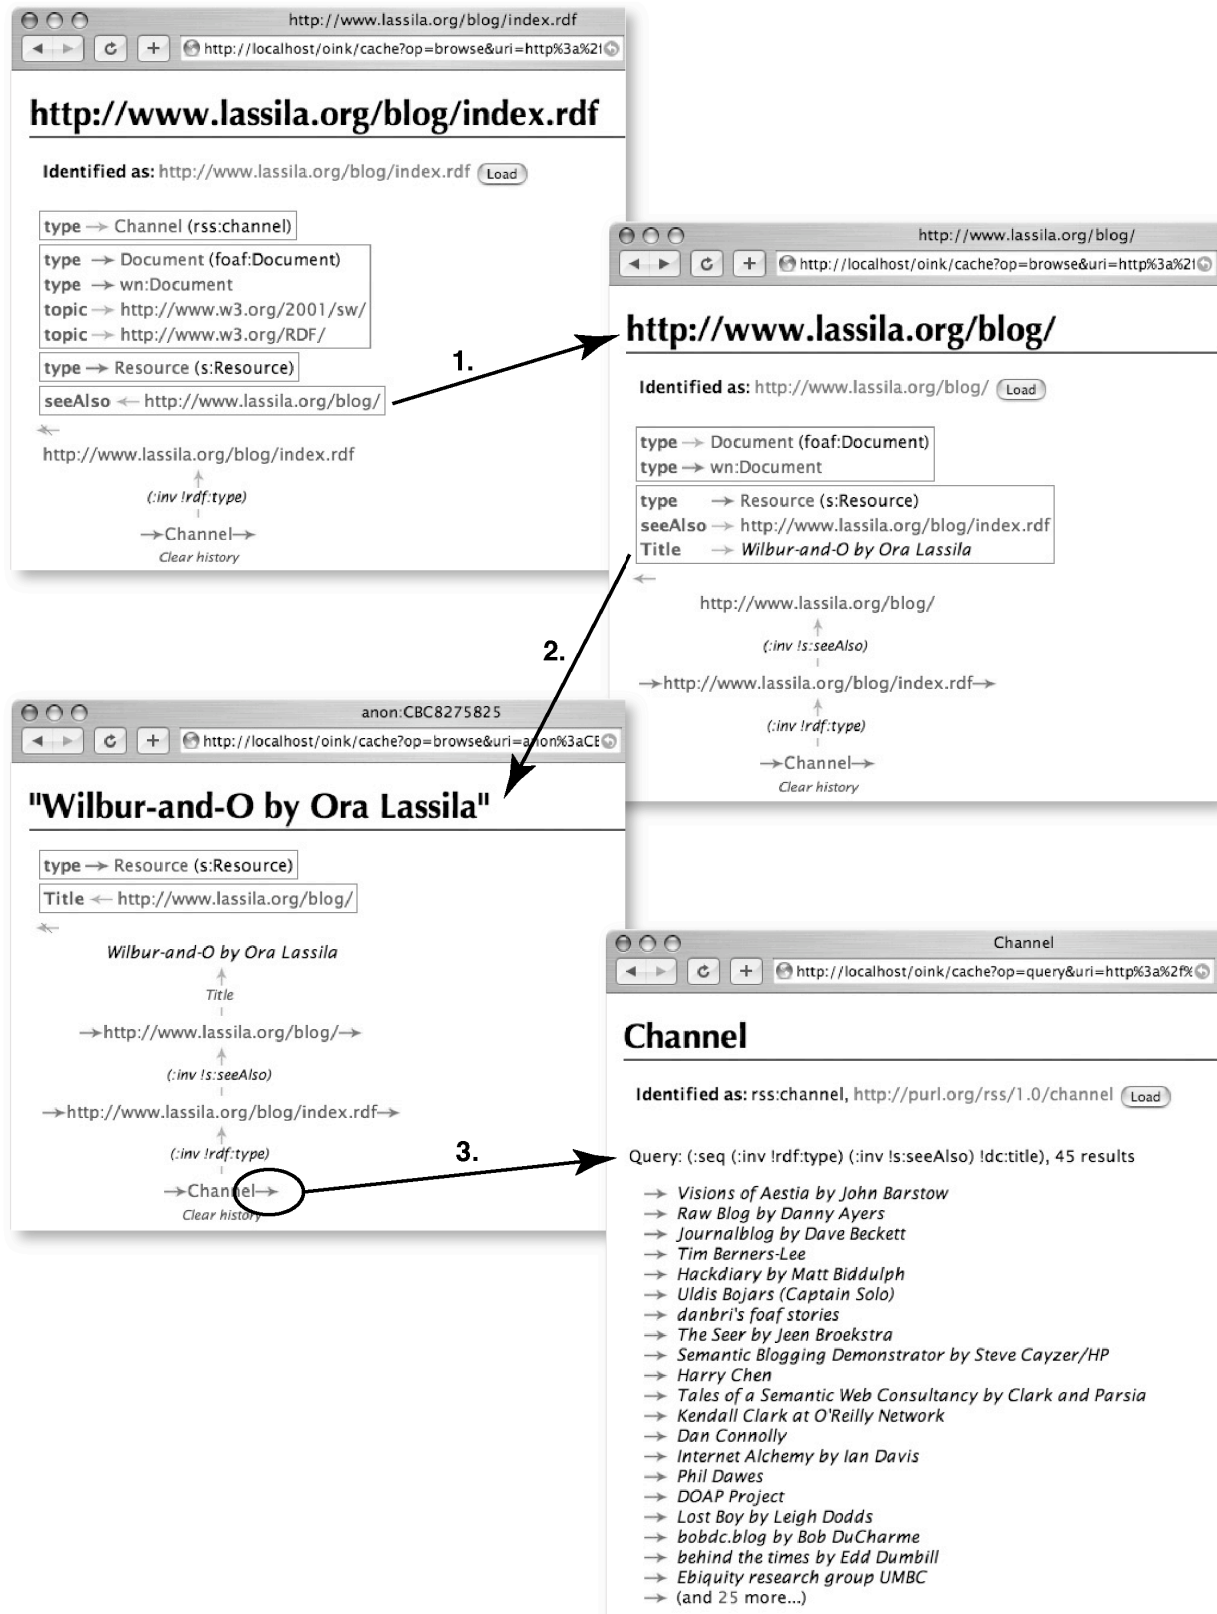 http://www.lassila.org/blog/index.rdf
http://localhost/oink/cache?op=browse&uri=http%3a%2f
http://www.lassila.org/blog/index.rdf
Identified as: http://www.lassila.org/blog/index.rdf Load
type → Channel (rss:channel)
type → Document (foaf:Document)
type → wn:Document
topic → http://www.w3.org/2001/sw/
topic → http://www.w3.org/RDF/
type → Resource (s:Resource)
seeAlso ← http://www.lassila.org/blog/
http://www.lassila.org/blog/index.rdf
(:inv !rdf:type)
→Channel→
Clear history
1.
http://www.lassila.org/blog/
http://localhost/oink/cache?op=browse&uri=http%3a%2f
http://www.lassila.org/blog/
Identified as: http://www.lassila.org/blog/ Load
type → Document (foaf:Document)
type → wn:Document
type → Resource (s:Resource)
seeAlso → http://www.lassila.org/blog/index.rdf
Title → Wilbur-and-O by Ora Lassila
←
http://www.lassila.org/blog/
(:inv !s:seeAlso)
→http://www.lassila.org/blog/index.rdf→
(:inv !rdf:type)
→Channel→
Clear history
2.
anon:CBC8275825
http://localhost/oink/cache?op=browse&uri=anon%3aCE
"Wilbur-and-O by Ora Lassila"
type → Resource (s:Resource)
Title ← http://www.lassila.org/blog/
Wilbur-and-O by Ora Lassila
Title
→http://www.lassila.org/blog/→
(:inv !s:seeAlso)
→http://www.lassila.org/blog/index.rdf→
(:inv !rdf:type)
→Channel→
Clear history
3.
Channel
http://localhost/oink/cache?op=query&uri=http%3a%2f%
Channel
Identified as: rss:channel, http://purl.org/rss/1.0/channel Load
Query: (:seq (:inv !rdf:type) (:inv !s:seeAlso) !dc:title), 45 results
→ Visions of Aestia by John Barstow
→ Raw Blog by Danny Ayers
→ Journalblog by Dave Beckett
→ Tim Berners-Lee
→ Hackdiary by Matt Biddulph
→ Uldis Bojars (Captain Solo)
→ danbri's foaf stories
→ The Seer by Jeen Broekstra
→ Semantic Blogging Demonstrator by Steve Cayzer/HP
→ Harry Chen
→ Tales of a Semantic Web Consultancy by Clark and Parsia
→ Kendall Clark at O'Reilly Network
→ Dan Connolly
→ Internet Alchemy by Ian Davis
→ Phil Dawes
→ DOAP Project
→ Lost Boy by Leigh Dodds
→ bobdc.blog by Bob DuCharme
→ behind the times by Edd Dumbill
→ Ebiquity research group UMBC
→ (and 25 more...)